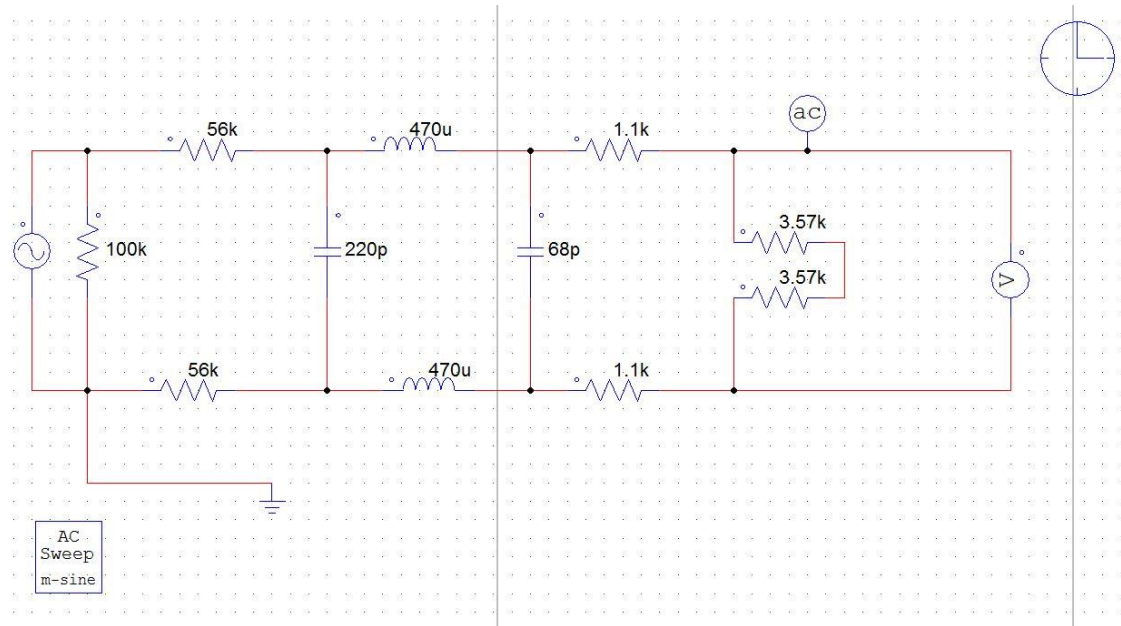 56k
470u
1.1k
ac
100k
220p
68p
3.57k
3.57k
V
56k
470u
1.1k
AC
Sweep
m-sine